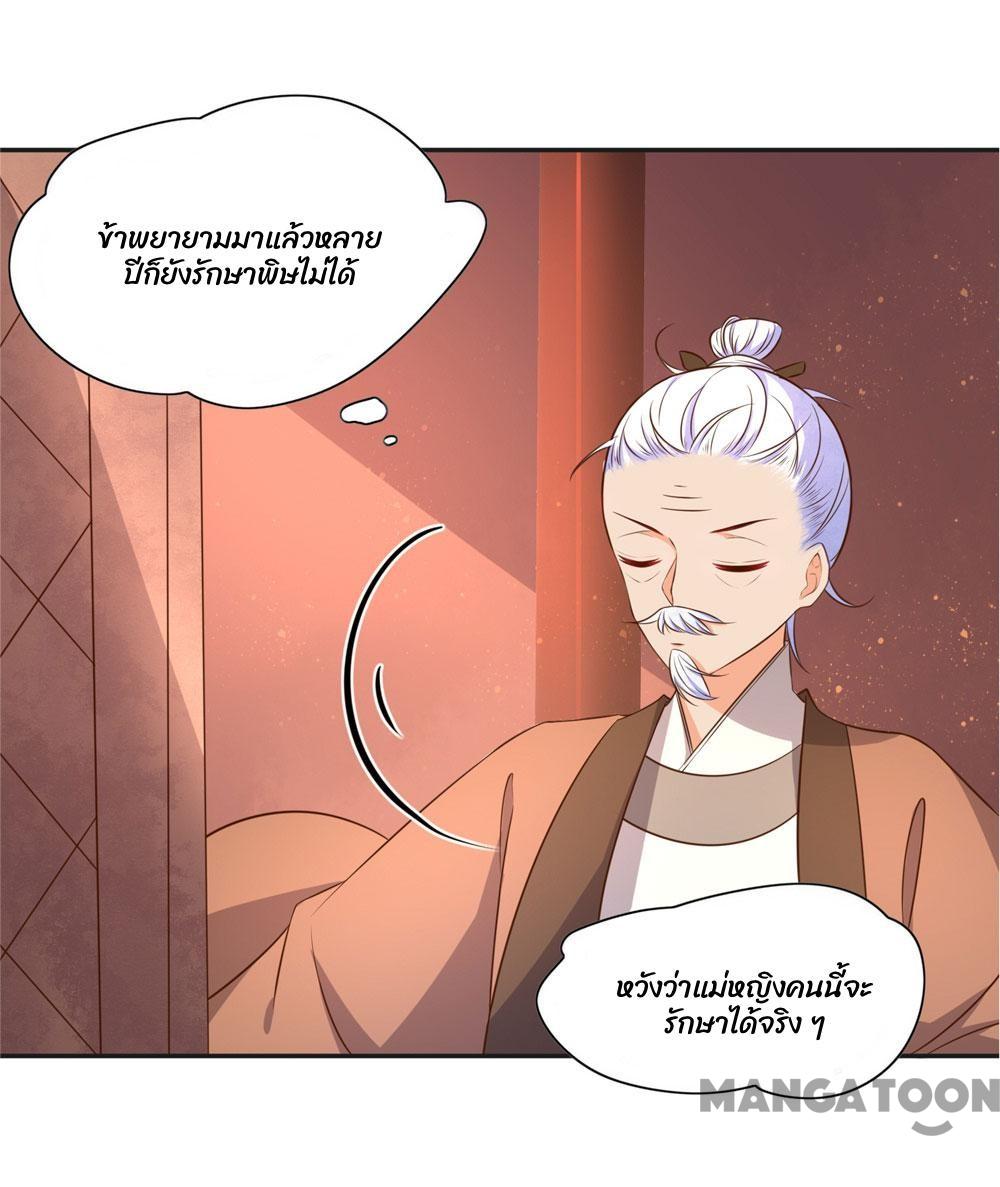 ข้าพยายามมาแล้วหลาย
ปีก็ยังรักษาพิษไม่ได้
หวังว่าแม่หญิงคนนี้จะ
รักษาได้จริง ๆ
MANGATOON